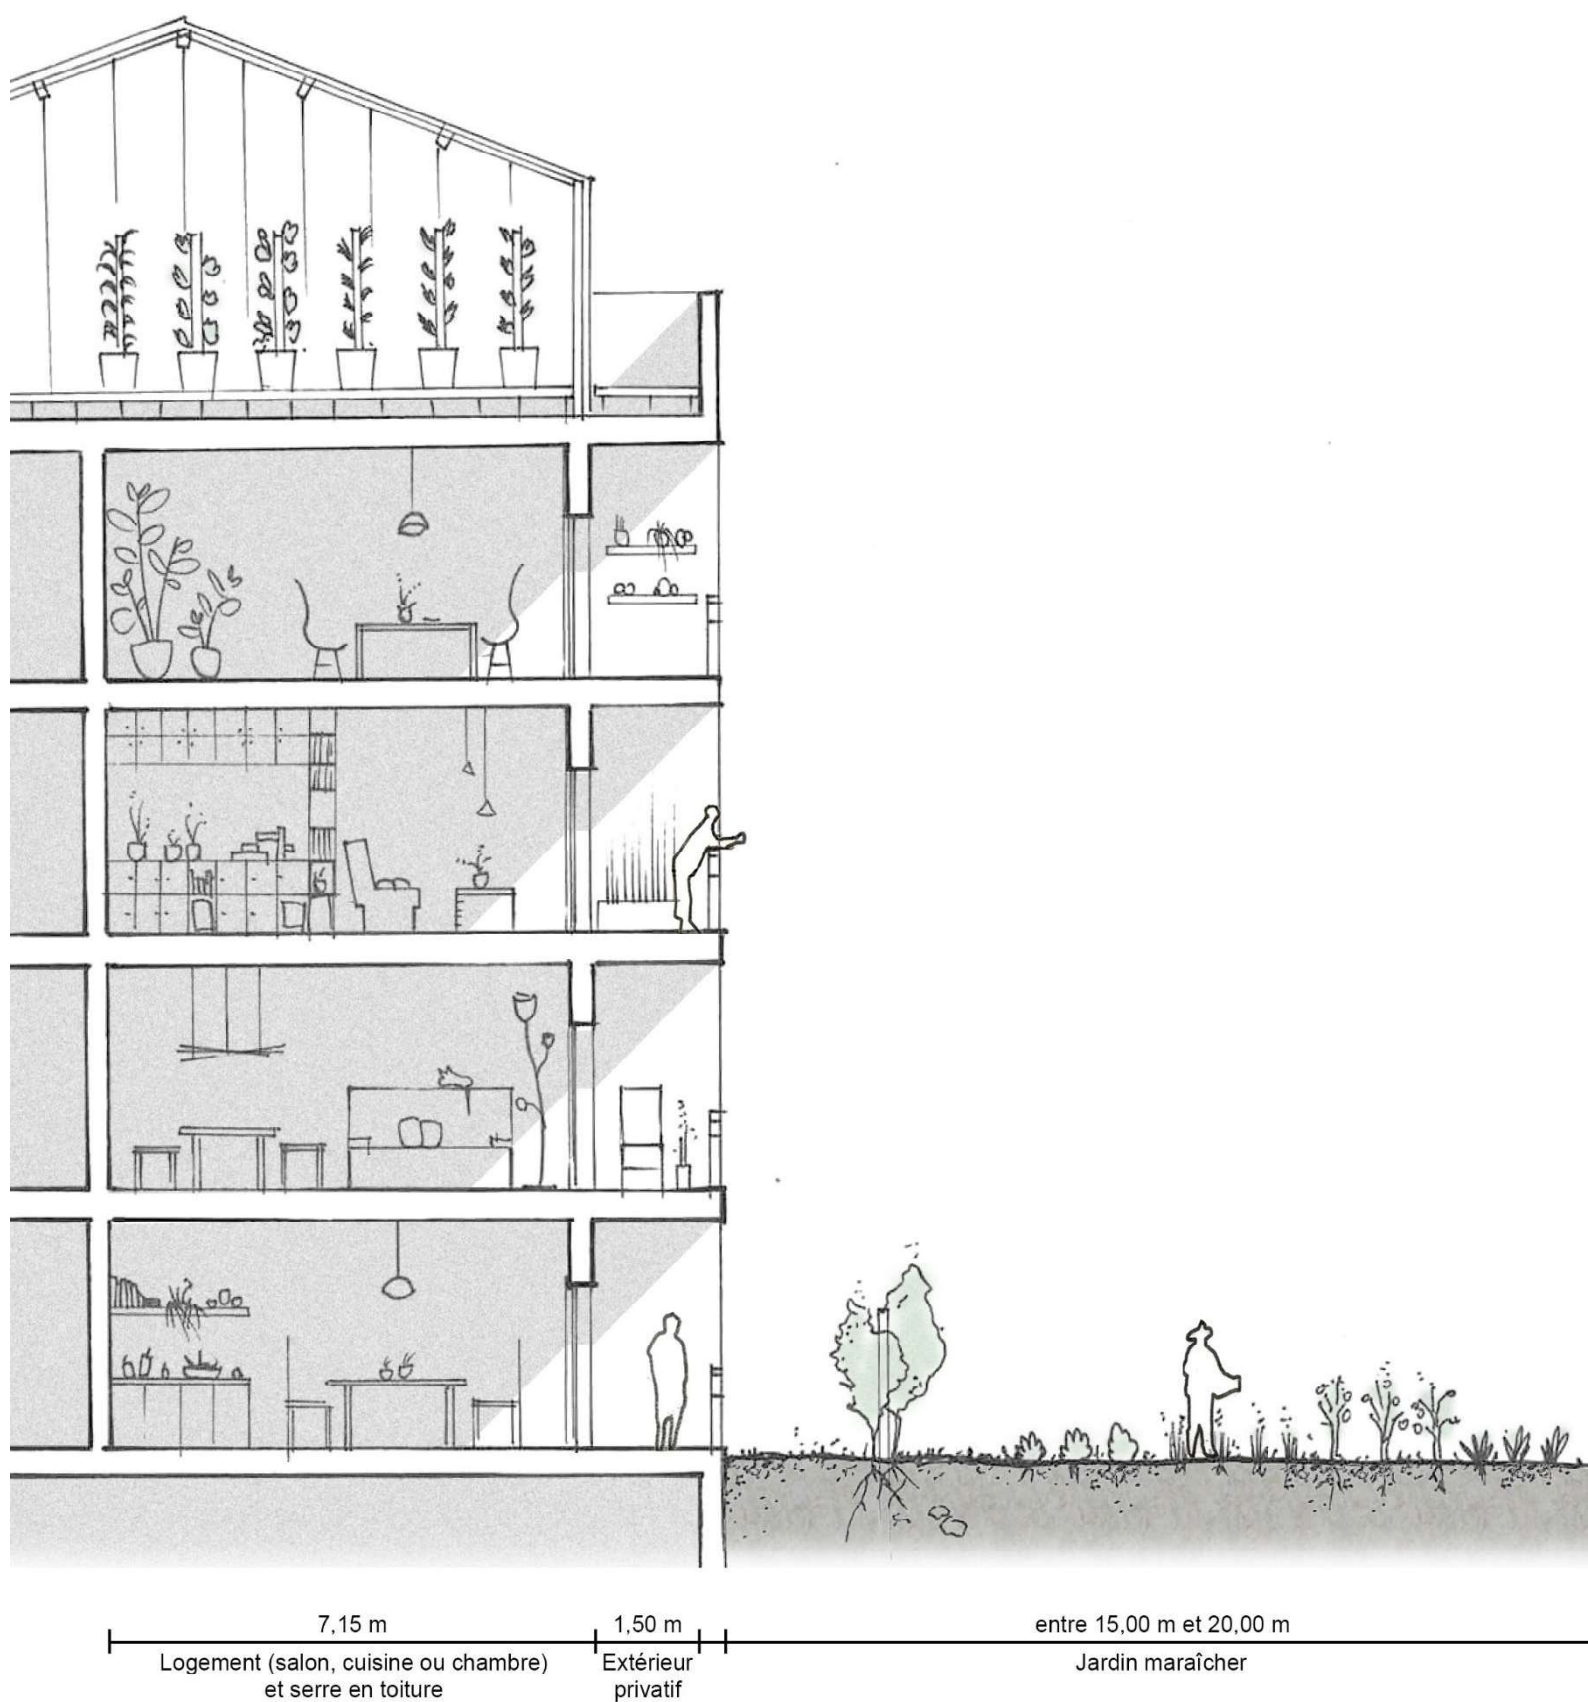 7,15 m
1,50 m
entre 15,00 m et 20,00 m
Logement (salon, cuisine ou chambre)
et serre en toiture
Extérieur
privatif
Jardin maraîcher